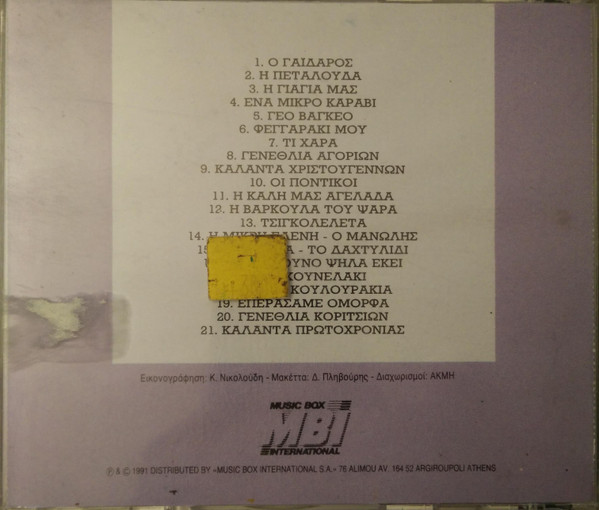 1. Ο ΓΑΙΔΑΡΟΣ
2. Η ΠΕΤΑΛΟΥΔΑ
3. Η ΓΙΑΓΙΑ ΜΑΣ
4. ΕΝΑ ΜΙΚΡΟ ΚΑΡΑΒΙ
5. ΓΕΟ ΒΑΓΚΕΟ
6. ΦΕΓΓΑΡΑΚΙ ΜΟΥ
7. ΤΙ ΧΑΡΑ
8. ΓΕΝΕΘΛΙΑ ΑΓΟΡΙΩΝ
9. ΚΑΛΑΝΤΑ ΧΡΙΣΤΟΥΓΕΝΝΩΝ
10. ΟΙ ΠΟΝΤΙΚΟΙ
11. Η ΚΑΛΗ ΜΑΣ ΑΓΕΛΑΔΑ
12. Η ΒΑΡΚΟΥΛΑ ΤΟΥ ΨΑΡΑ
13. ΤΣΙΓΚΟΛΕΛΕΤΑ
14. Η ΜΙΚΡΗ ΕΛΕΝΗ - Ο ΜΑΝΩΛΗΣ
- ΤΟ ΔΑΧΤΥΛΙΔΙ
ΨΗΛΑ ΕΚΕΙ
ΚΟΥΝΕΛΑΚΙ
ΚΟΥΛΟΥΡΑΚΙΑ
19. ΕΠΕΡΑΣΑΜΕ ΟΜΟΡΦΑ
20. ΓΕΝΕΘΛΙΑ ΚΟΡΙΤΣΙΩΝ
21. ΚΑΛΑΝΤΑ ΠΡΩΤΟΧΡΟΝΙΑΣ
Εικονογράφηση: Κ. Νικολούδη - Μακέττα: Δ. Πληβούρης - Διαχωρισμοί: ΑΚΜΗ
MUSIC BOX
MBI
INTERNATIONAL
℗ & © 1991 DISTRIBUTED BY «MUSIC BOX INTERNATIONAL S.A.» 76 ALIMOU AV. 164 52 ARGIROUPOLI ATHENS